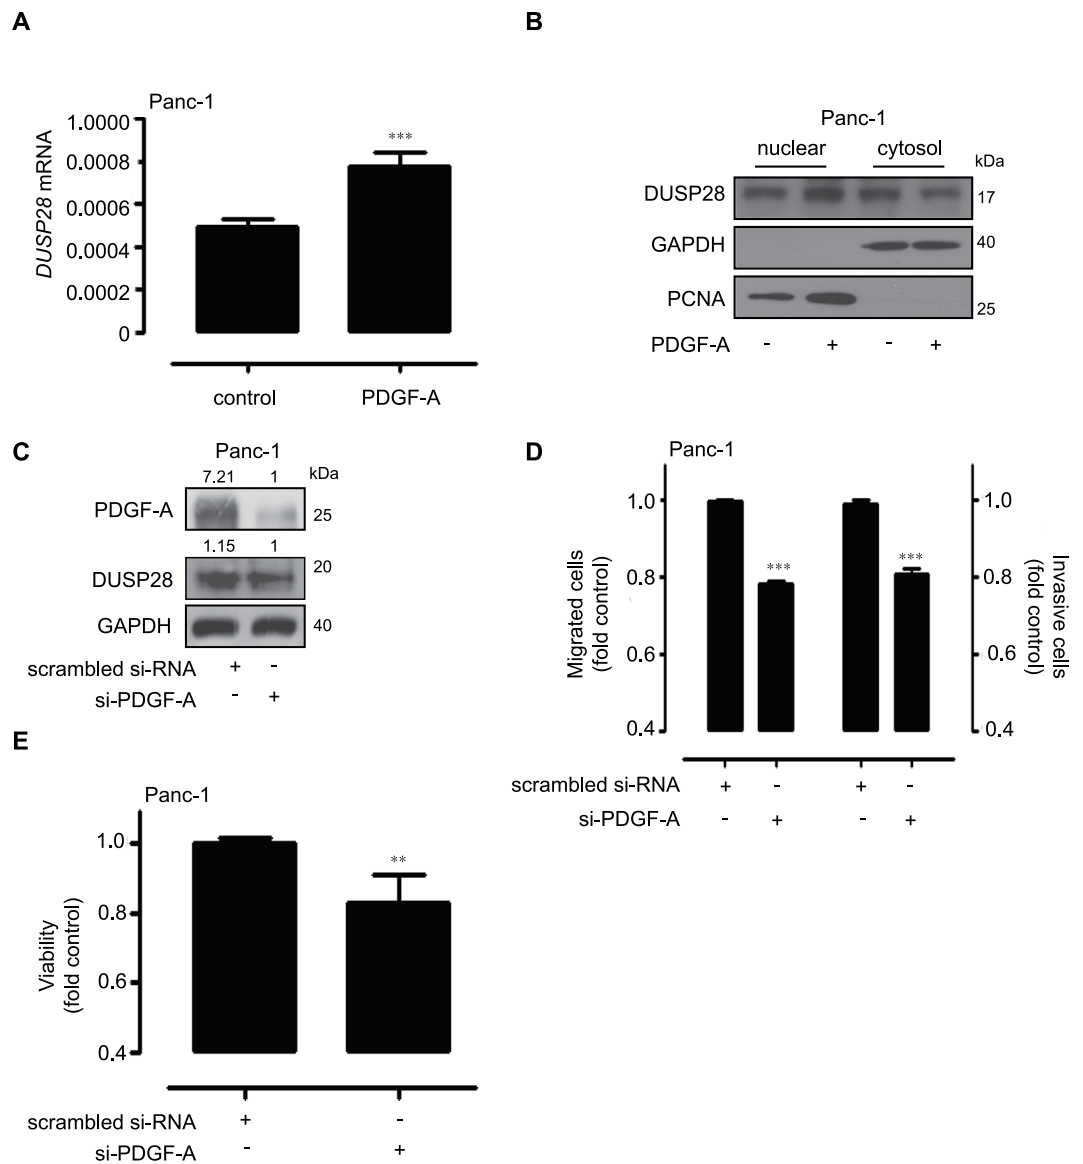 A
Panc-1
DUSP28 mRNA
1.0000
0.0008
0.0006
0.0004
0.0002
0
***
control PDGF-A
B
Panc-1
nuclear cytosol
kDa
DUSP28 17
GAPDH 40
PCNA 25
PDGF-A - + - +
C
Panc-1
7.21 1 kDa
PDGF-A 25
1.15 1
DUSP28 20
GAPDH 40
scrambled si-RNA + -
si-PDGF-A - +
D
Panc-1
Migrated cells
(fold control)
1.0
0.8
0.6
0.4
***
***
1.0
0.8
0.6
0.4
Invasive cells
(fold control)
scrambled si-RNA + - + -
si-PDGF-A - + - +
E
Panc-1
Viability
(fold control)
1.0
0.8
0.6
0.4
**
scrambled si-RNA + -
si-PDGF-A - +